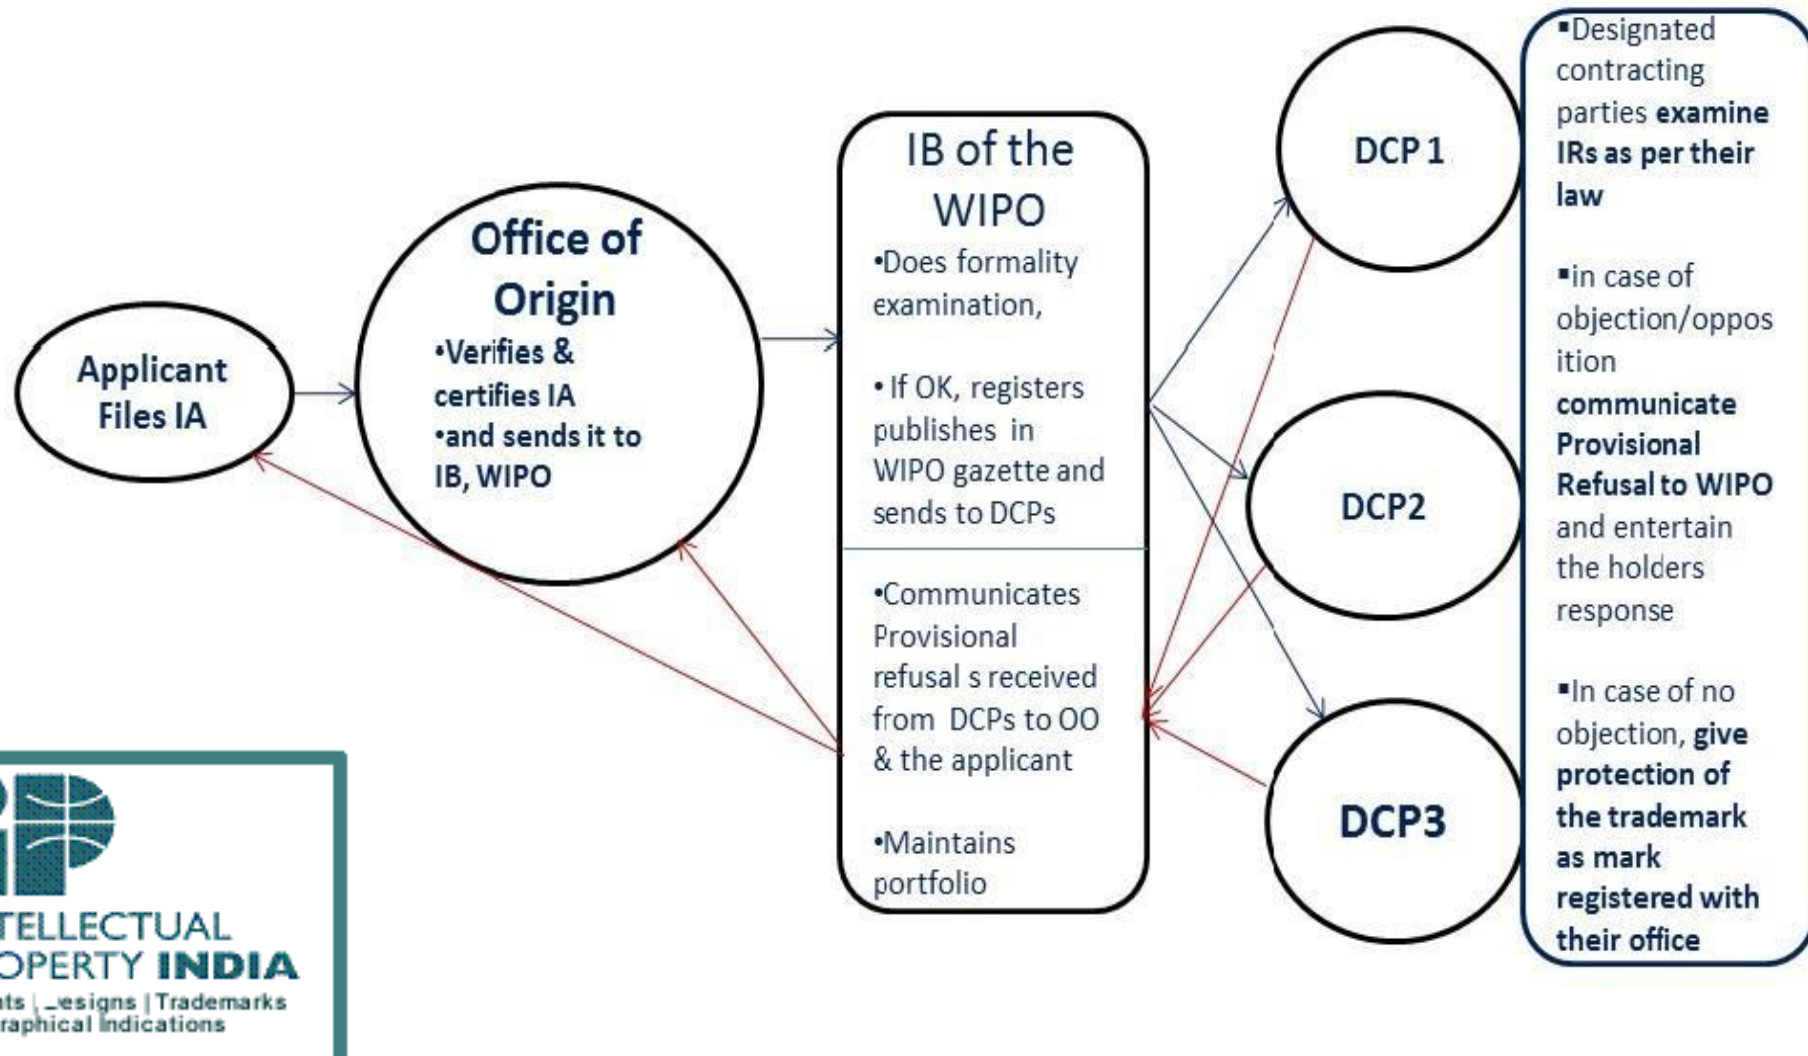 Applicant
Files IA
Office of
Origin
•Verifies &
certifies IA
•and sends it to
IB, WIPO
IB of the
WIPO
•Does formality
examination,
• If OK, registers
publishes in
WIPO gazette and
sends to DCPs
•Communicates
Provisional
refusal s received
from DCPs to OO
& the applicant
•Maintains
portfolio
DCP 1
DCP2
DCP3
▪Designated
contracting
parties examine
IRs as per their
law
▪in case of
objection/oppos
ition
communicate
Provisional
Refusal to WIPO
and entertain
the holders
response
▪In case of no
objection, give
protection of
the trademark
as mark
registered with
their office
TELLECTUAL
OPERTY INDIA
nts | esigns | Trademarks
raphical Indications